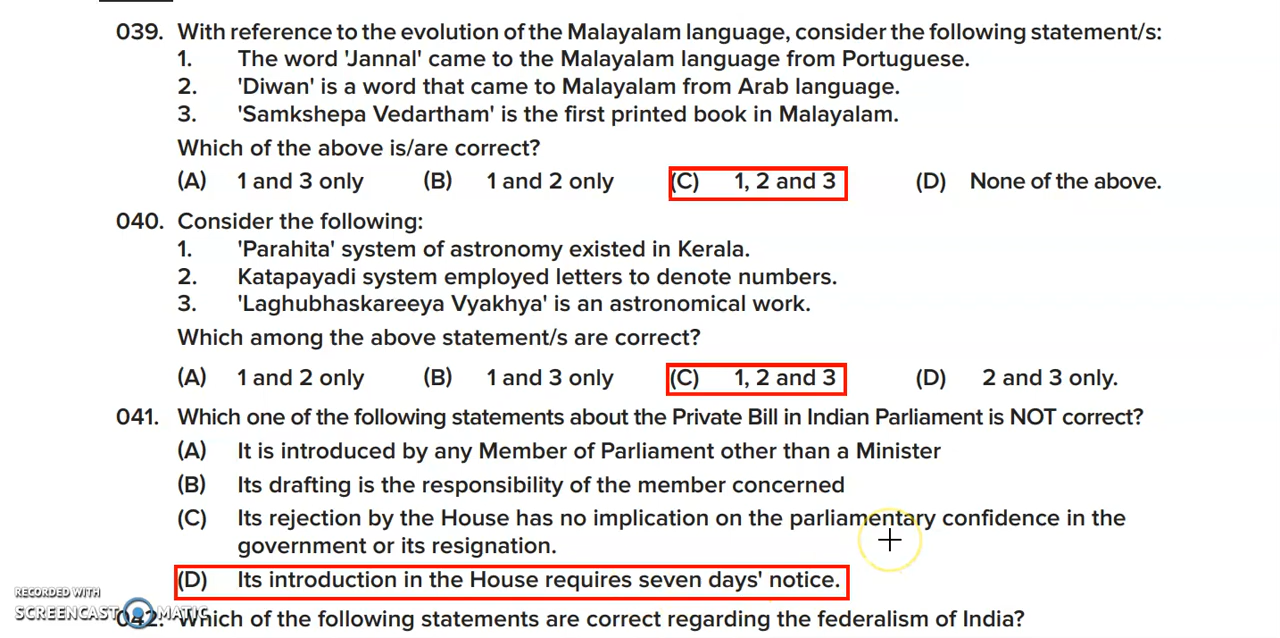 039. With reference to the evolution of the Malayalam language, consider the following statement/s:
1. The word 'Jannal' came to the Malayalam language from Portuguese.
2. 'Diwan' is a word that came to Malayalam from Arab language.
3. 'Samkshepa Vedartham' is the first printed book in Malayalam.
Which of the above is/are correct?
(A) 1 and 3 only (B) 1 and 2 only (C) 1, 2 and 3 (D) None of the above.
040. Consider the following:
1. 'Parahita' system of astronomy existed in Kerala.
2. Katapayadi system employed letters to denote numbers.
3. 'Laghubhaskareeya Vyakhya' is an astronomical work.
Which among the above statement/s are correct?
(A) 1 and 2 only (B) 1 and 3 only (C) 1, 2 and 3 (D) 2 and 3 only.
041. Which one of the following statements about the Private Bill in Indian Parliament is NOT correct?
(A) It is introduced by any Member of Parliament other than a Minister
(B) Its drafting is the responsibility of the member concerned
(C) Its rejection by the House has no implication on the parliamentary confidence in the
government or its resignation.
(D) Its introduction in the House requires seven days' notice.
RECORDED WITH
SCREENCAST MATIC
042. Which of the following statements are correct regarding the federalism of India?